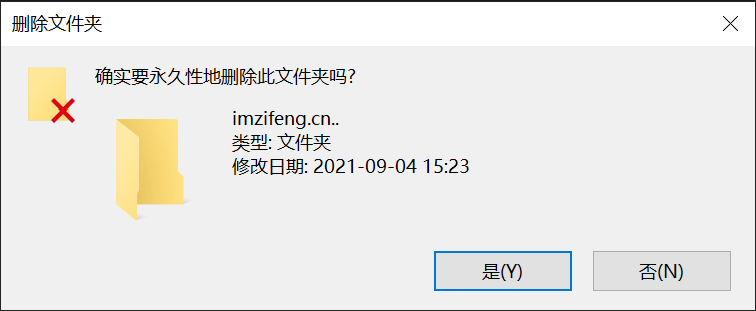 删除文件夹
确实要永久性地删除此文件夹吗?
imzifeng.cn..
类型: 文件夹
修改日期: 2021-09-04 15:23
是(Y)
否(N)